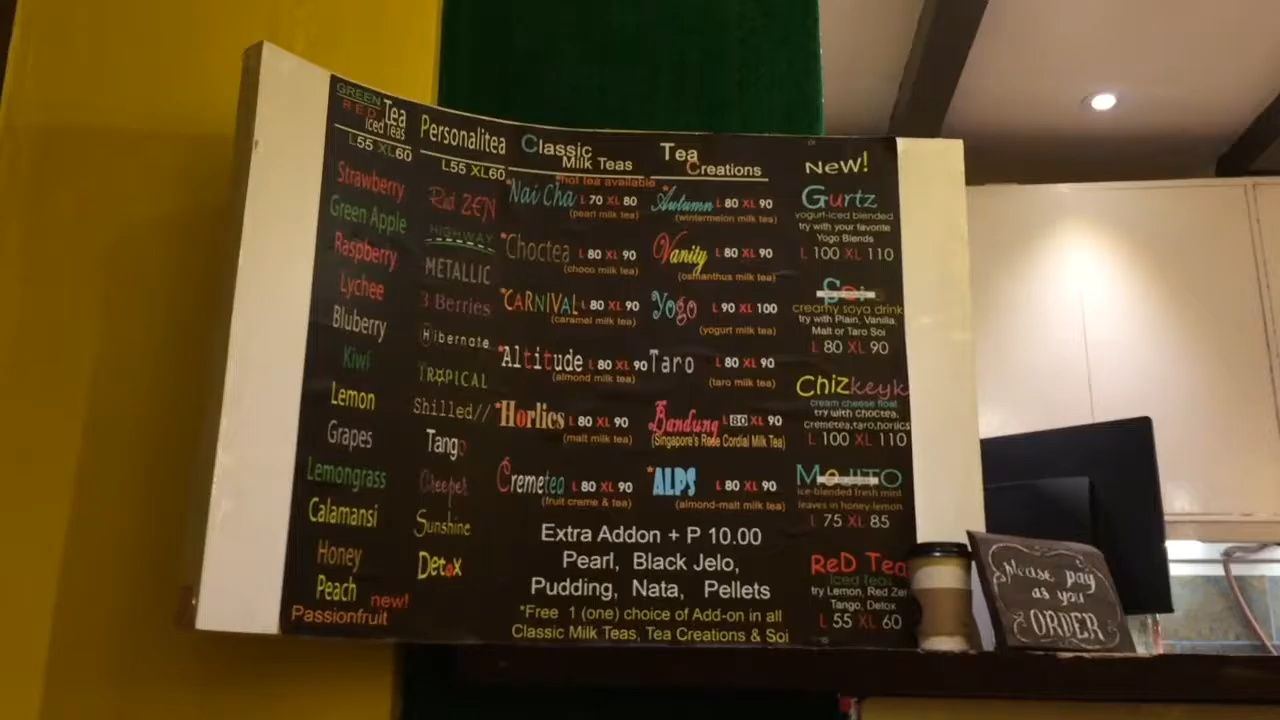 GREEN Tea
RED Iced Teas
L55 XL60
Strawberry
Green Apple
Raspberry
Lychee
Bluberry
Kiwi
Lemon
Grapes
Lemongrass
Calamansi
Honey
Peach
new!
Passionfruit
Personalitea
L55 XL60
Red ZEN
HIGHWAY
METALLIC
3 Berries
Hibernate
TROPICAL
Shilled//
Tango
Creeper
Sunshine
Detox
Classic
Milk Teas
*hot tea available
*Nai Cha L 70 XL 80
(pearl milk tea)
*Choctea L 80 XL 90
(choco milk tea)
*CARNIVAL L 80 XL 90
(caramel milk tea)
*Altitude L 80 XL 90
(almond milk tea)
*Horlics L 80 XL 90
(malt milk tea)
Cremetea L 80 XL 90
(fruit creme & tea)
Tea
Creations
*Autumn L 80 XL 90
(wintermelon milk tea)
Vanity L 80 XL 90
(osmanthus milk tea)
Yogo L 90 XL 100
(yogurt milk tea)
Taro L 80 XL 90
(taro milk tea)
Bandung L 80 XL 90
(Singapore's Rose Cordial Milk Tea)
*ALPS L 80 XL 90
(almond-malt milk tea)
Extra Addon + P 10.00
Pearl, Black Jelo,
Pudding, Nata, Pellets
*Free 1 (one) choice of Add-on in all
Classic Milk Teas, Tea Creations & Soi
New!
Gurtz
yogurt-iced blended
try with your favorite
Yogo Blends
L 100 XL 110
Soi
creamy soya drink
try with Plain, Vanilla,
Malt or Taro Soi
L 80 XL 90
Chizkeyk
cream cheese float
try with choctea,
cremetea,taro,horlics
L 100 XL 110
MoJITO
ice-blended fresh mint
leaves in honey-lemon
L 75 XL 85
ReD Tea
Iced Teas
try Lemon, Red Zen
Tango, Detox
L 55 XL 60
please pay
as you
ORDER